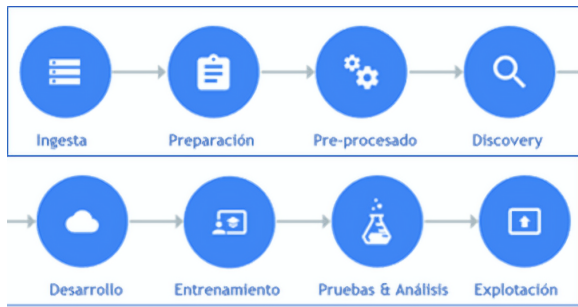 Ingesta
Preparación
Pre-procesado
Discovery
Desarrollo
Entrenamiento
Pruebas & Análisis
Explotación